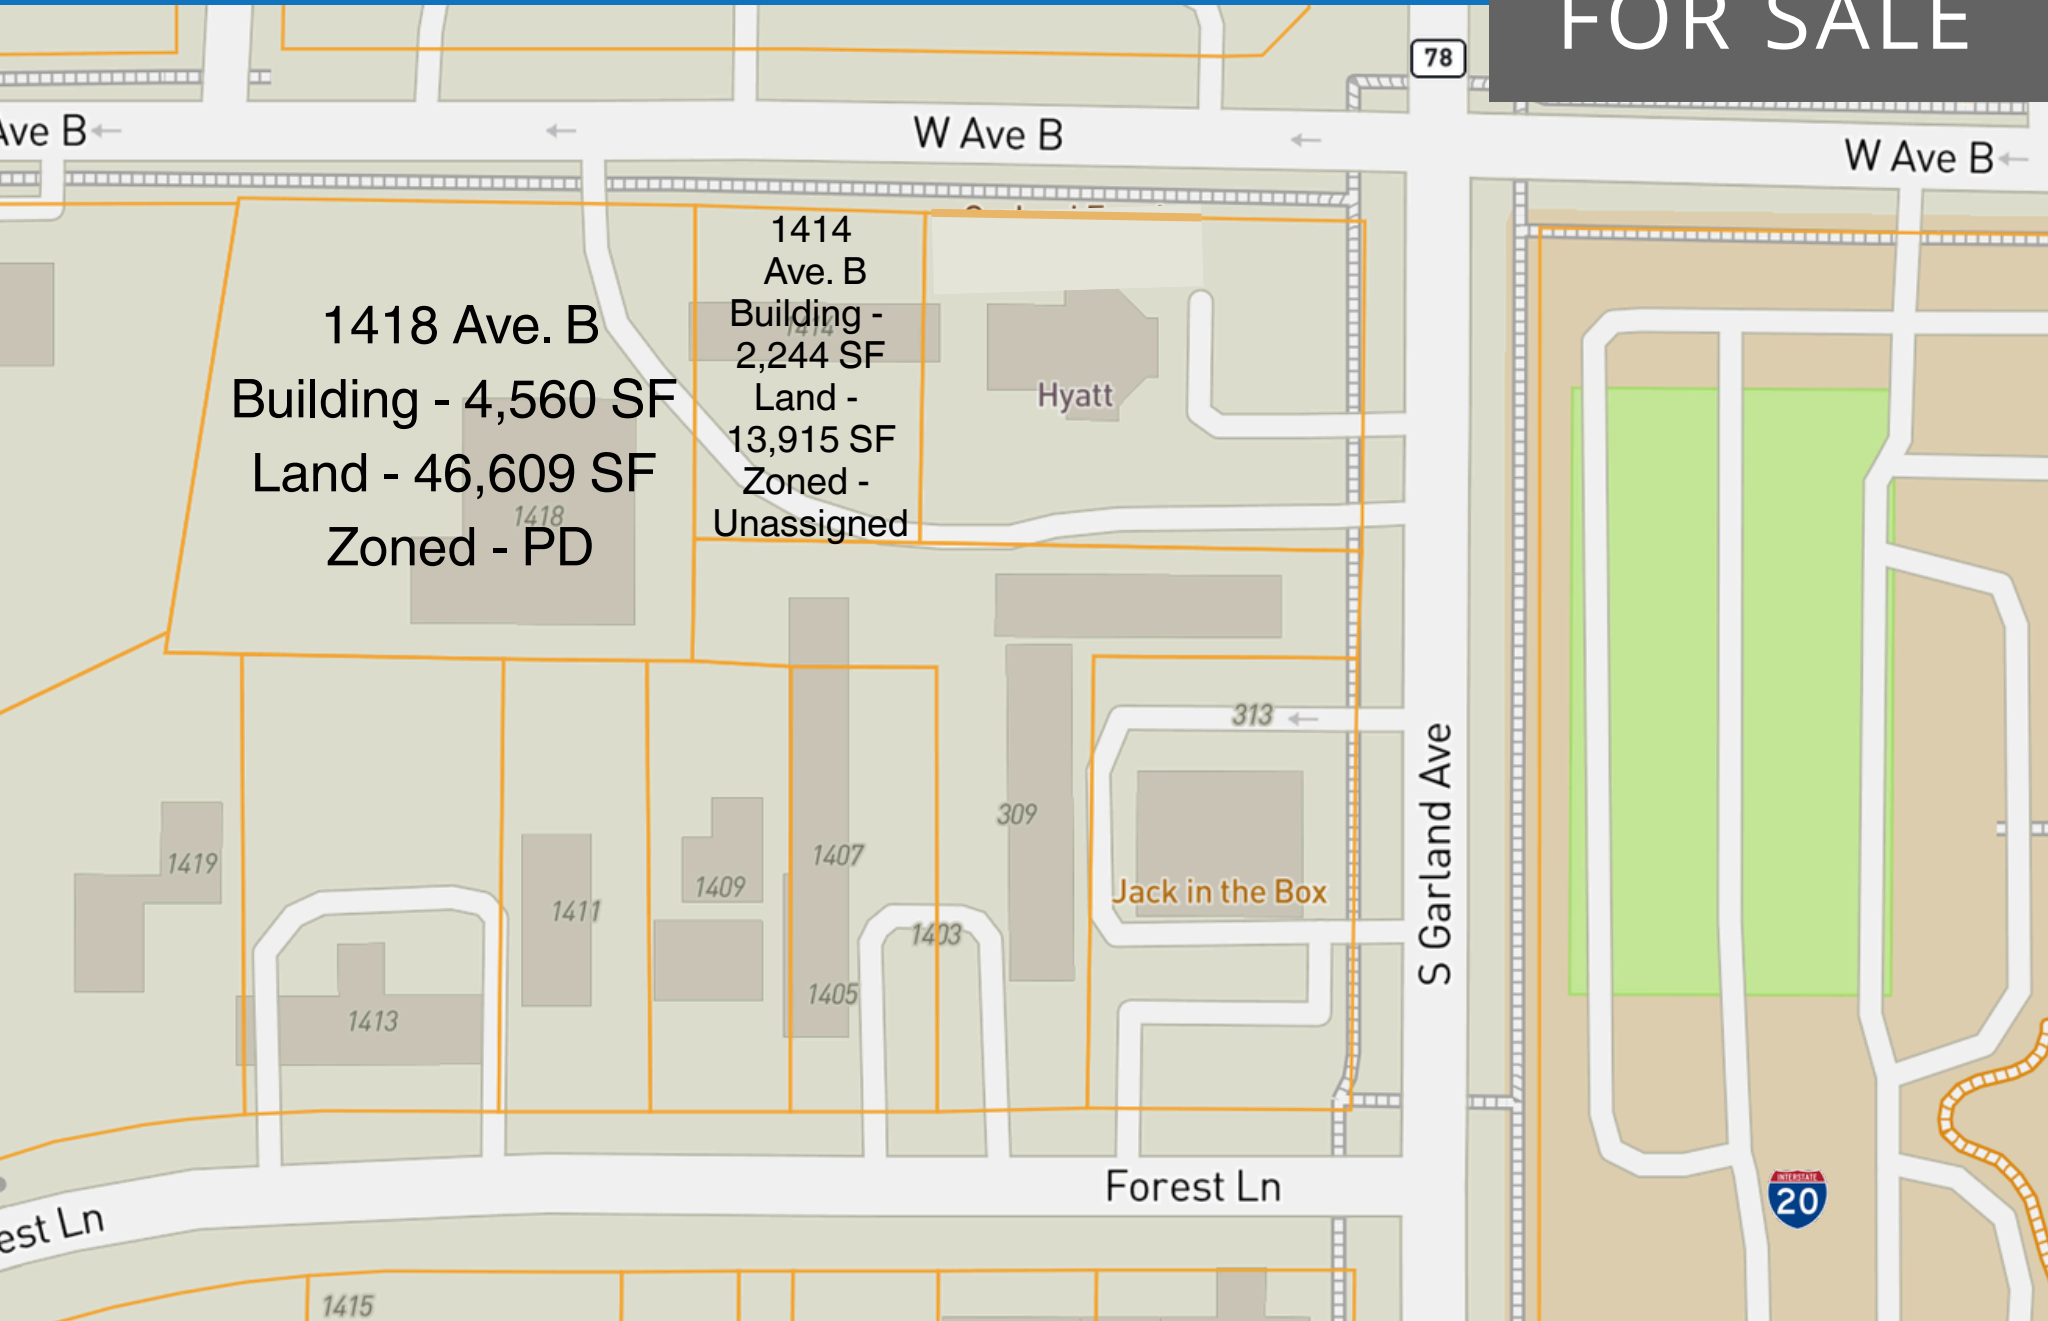 FOR SALE
78
Ave B
W Ave B
W Ave B
1414
Ave. B
Building -
2,244 SF
Land -
13,915 SF
Zoned -
Unassigned
1414
1418 Ave. B
Building - 4,560 SF
Land - 46,609 SF
Zoned - PD
1418
Hyatt
313
309
Jack in the Box
S Garland Ave
1419
1413
1411
1409
1407
1403
1405
Forest Ln
est Ln
INTERSTATE
20
1415